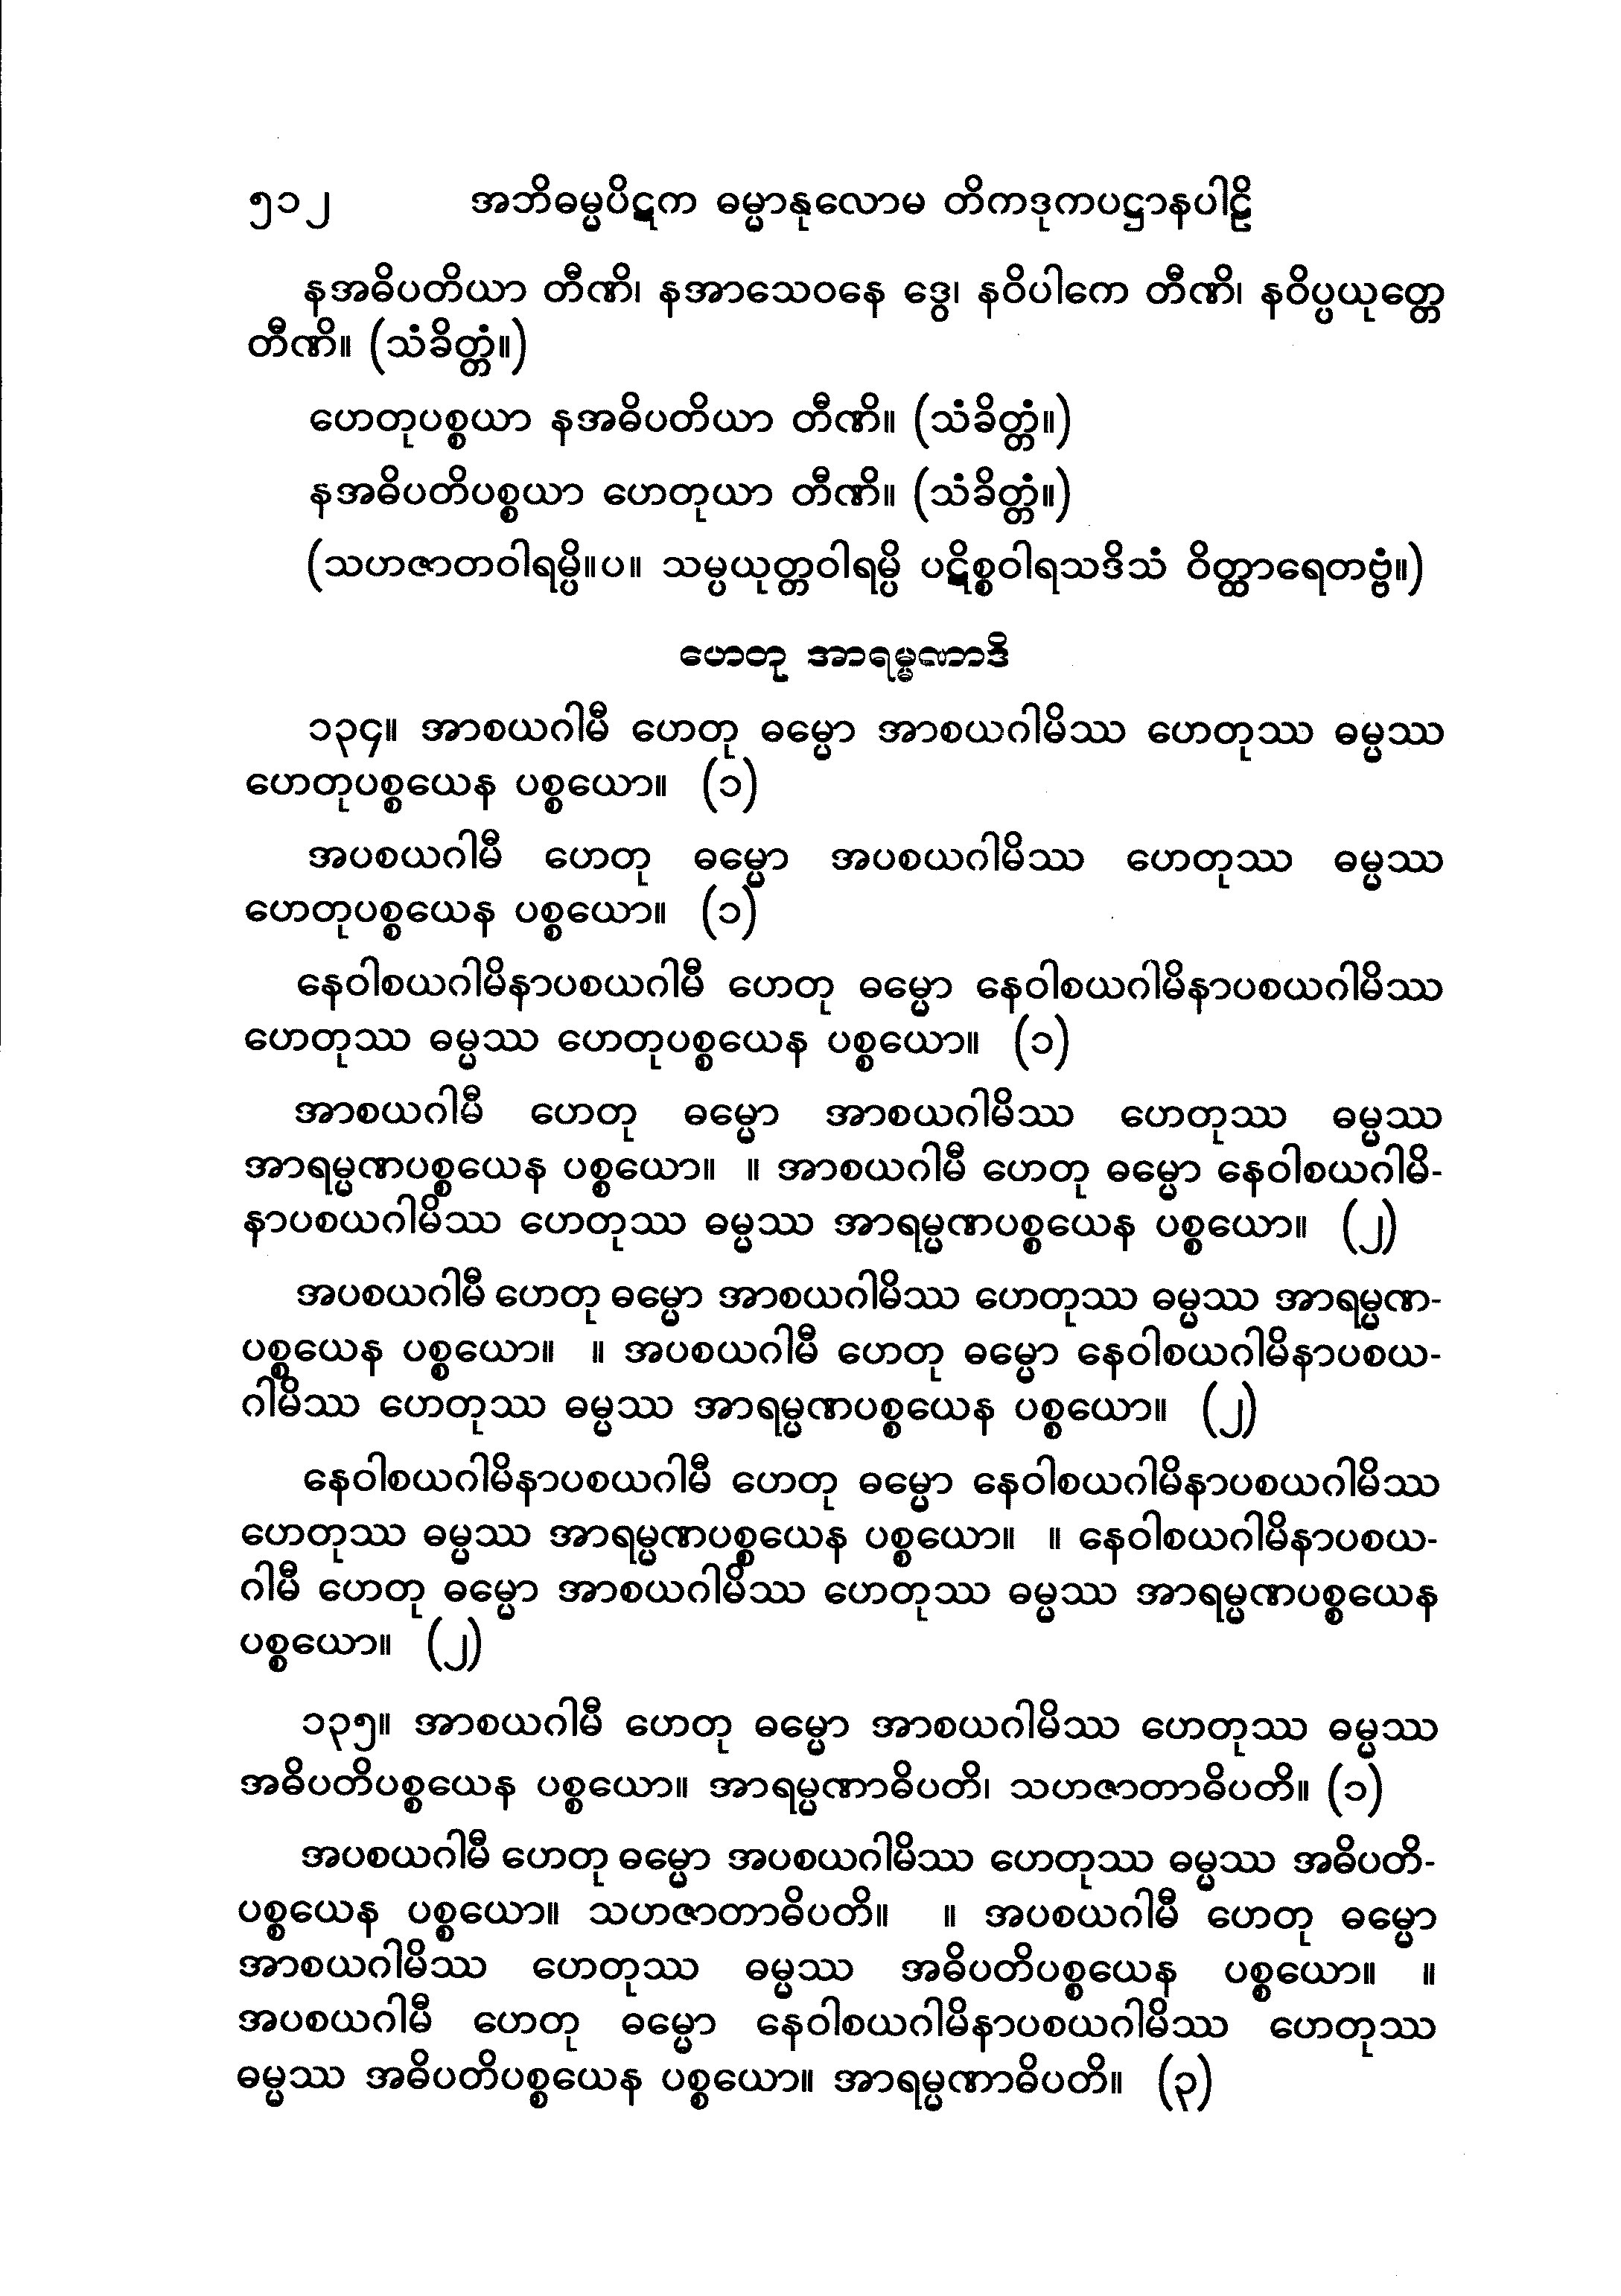 ၅၁၂ အဘိဓမ္မပိဋက ဓမ္မာနုလောမ တိကဒုကပဋ္ဌာနပါဠိ
နအဓိပတိယာ တီဏိ၊ နအာသေဝနေ ဒွေ၊ နဝိပါကေ တီဏိ၊ နဝိပ္ပယုတ္တေ
တီဏိ။ (သံခိတ္တံ။)
ဟေတုပစ္စယာ နအဓိပတိယာ တီဏိ။ (သံခိတ္တံ။)
နအဓိပတိပစ္စယာ ဟေတုယာ တီဏိ။ (သံခိတ္တံ။)
(သဟဇာတဝါရမ္ပိ။ပ။ သမ္ပယုတ္တဝါရမ္ပိ ပဋိစ္စဝါရသဒိသံ ဝိတ္ထာရေတဗ္ဗံ။)
ဟေတု အာရမ္မဏာဒိ
၁၃၄။ အာစယဂါမီ ဟေတု ဓမ္မော အာစယဂါမိဿ ဟေတုဿ ဓမ္မဿ
ဟေတုပစ္စယေန ပစ္စယော။ (၁)
အပစယဂါမီ ဟေတု ဓမ္မော အပစယဂါမိဿ ဟေတုဿ ဓမ္မဿ
ဟေတုပစ္စယေန ပစ္စယော။ (၁)
နေဝါစယဂါမိနာပစယဂါမီ ဟေတု ဓမ္မော နေဝါစယဂါမိနာပစယဂါမိဿ
ဟေတုဿ ဓမ္မဿ ဟေတုပစ္စယေန ပစ္စယော။ (၁)
အာစယဂါမီ ဟေတု ဓမ္မော အာစယဂါမိဿ ဟေတုဿ ဓမ္မဿ
အာရမ္မဏပစ္စယေန ပစ္စယော။ ။ အာစယဂါမီ ဟေတု ဓမ္မော နေဝါစယဂါမိ-
နာပစယဂါမိဿ ဟေတုဿ ဓမ္မဿ အာရမ္မဏပစ္စယေန ပစ္စယော။ (၂)
အပစယဂါမီ ဟေတု ဓမ္မော အာစယဂါမိဿ ဟေတုဿ ဓမ္မဿ အာရမ္မဏ-
ပစ္စယေန ပစ္စယော။ ။ အပစယဂါမီ ဟေတု ဓမ္မော နေဝါစယဂါမိနာပစယ-
ဂါမိဿ ဟေတုဿ ဓမ္မဿ အာရမ္မဏပစ္စယေန ပစ္စယော။ (၂)
နေဝါစယဂါမိနာပစယဂါမီ ဟေတု ဓမ္မော နေဝါစယဂါမိနာပစယဂါမိဿ
ဟေတုဿ ဓမ္မဿ အာရမ္မဏပစ္စယေန ပစ္စယော။ ။ နေဝါစယဂါမိနာပစယ-
ဂါမီ ဟေတု ဓမ္မော အာစယဂါမိဿ ဟေတုဿ ဓမ္မဿ အာရမ္မဏပစ္စယေန
ပစ္စယော။ (၂)
၁၃၅။ အာစယဂါမီ ဟေတု ဓမ္မော အာစယဂါမိဿ ဟေတုဿ ဓမ္မဿ
အဓိပတိပစ္စယေန ပစ္စယော။ အာရမ္မဏာဓိပတိ၊ သဟဇာတာဓိပတိ။ (၁)
အပစယဂါမီ ဟေတု ဓမ္မော အပစယဂါမိဿ ဟေတုဿ ဓမ္မဿ အဓိပတိ-
ပစ္စယေန ပစ္စယော။ သဟဇာတာဓိပတိ။ ။ အပစယဂါမီ ဟေတု ဓမ္မော
အာစယဂါမိဿ ဟေတုဿ ဓမ္မဿ အဓိပတိပစ္စယေန ပစ္စယော။ ။
အပစယဂါမီ ဟေတု ဓမ္မော နေဝါစယဂါမိနာပစယဂါမိဿ ဟေတုဿ
ဓမ္မဿ အဓိပတိပစ္စယေန ပစ္စယော။ အာရမ္မဏာဓိပတိ။ (၃)